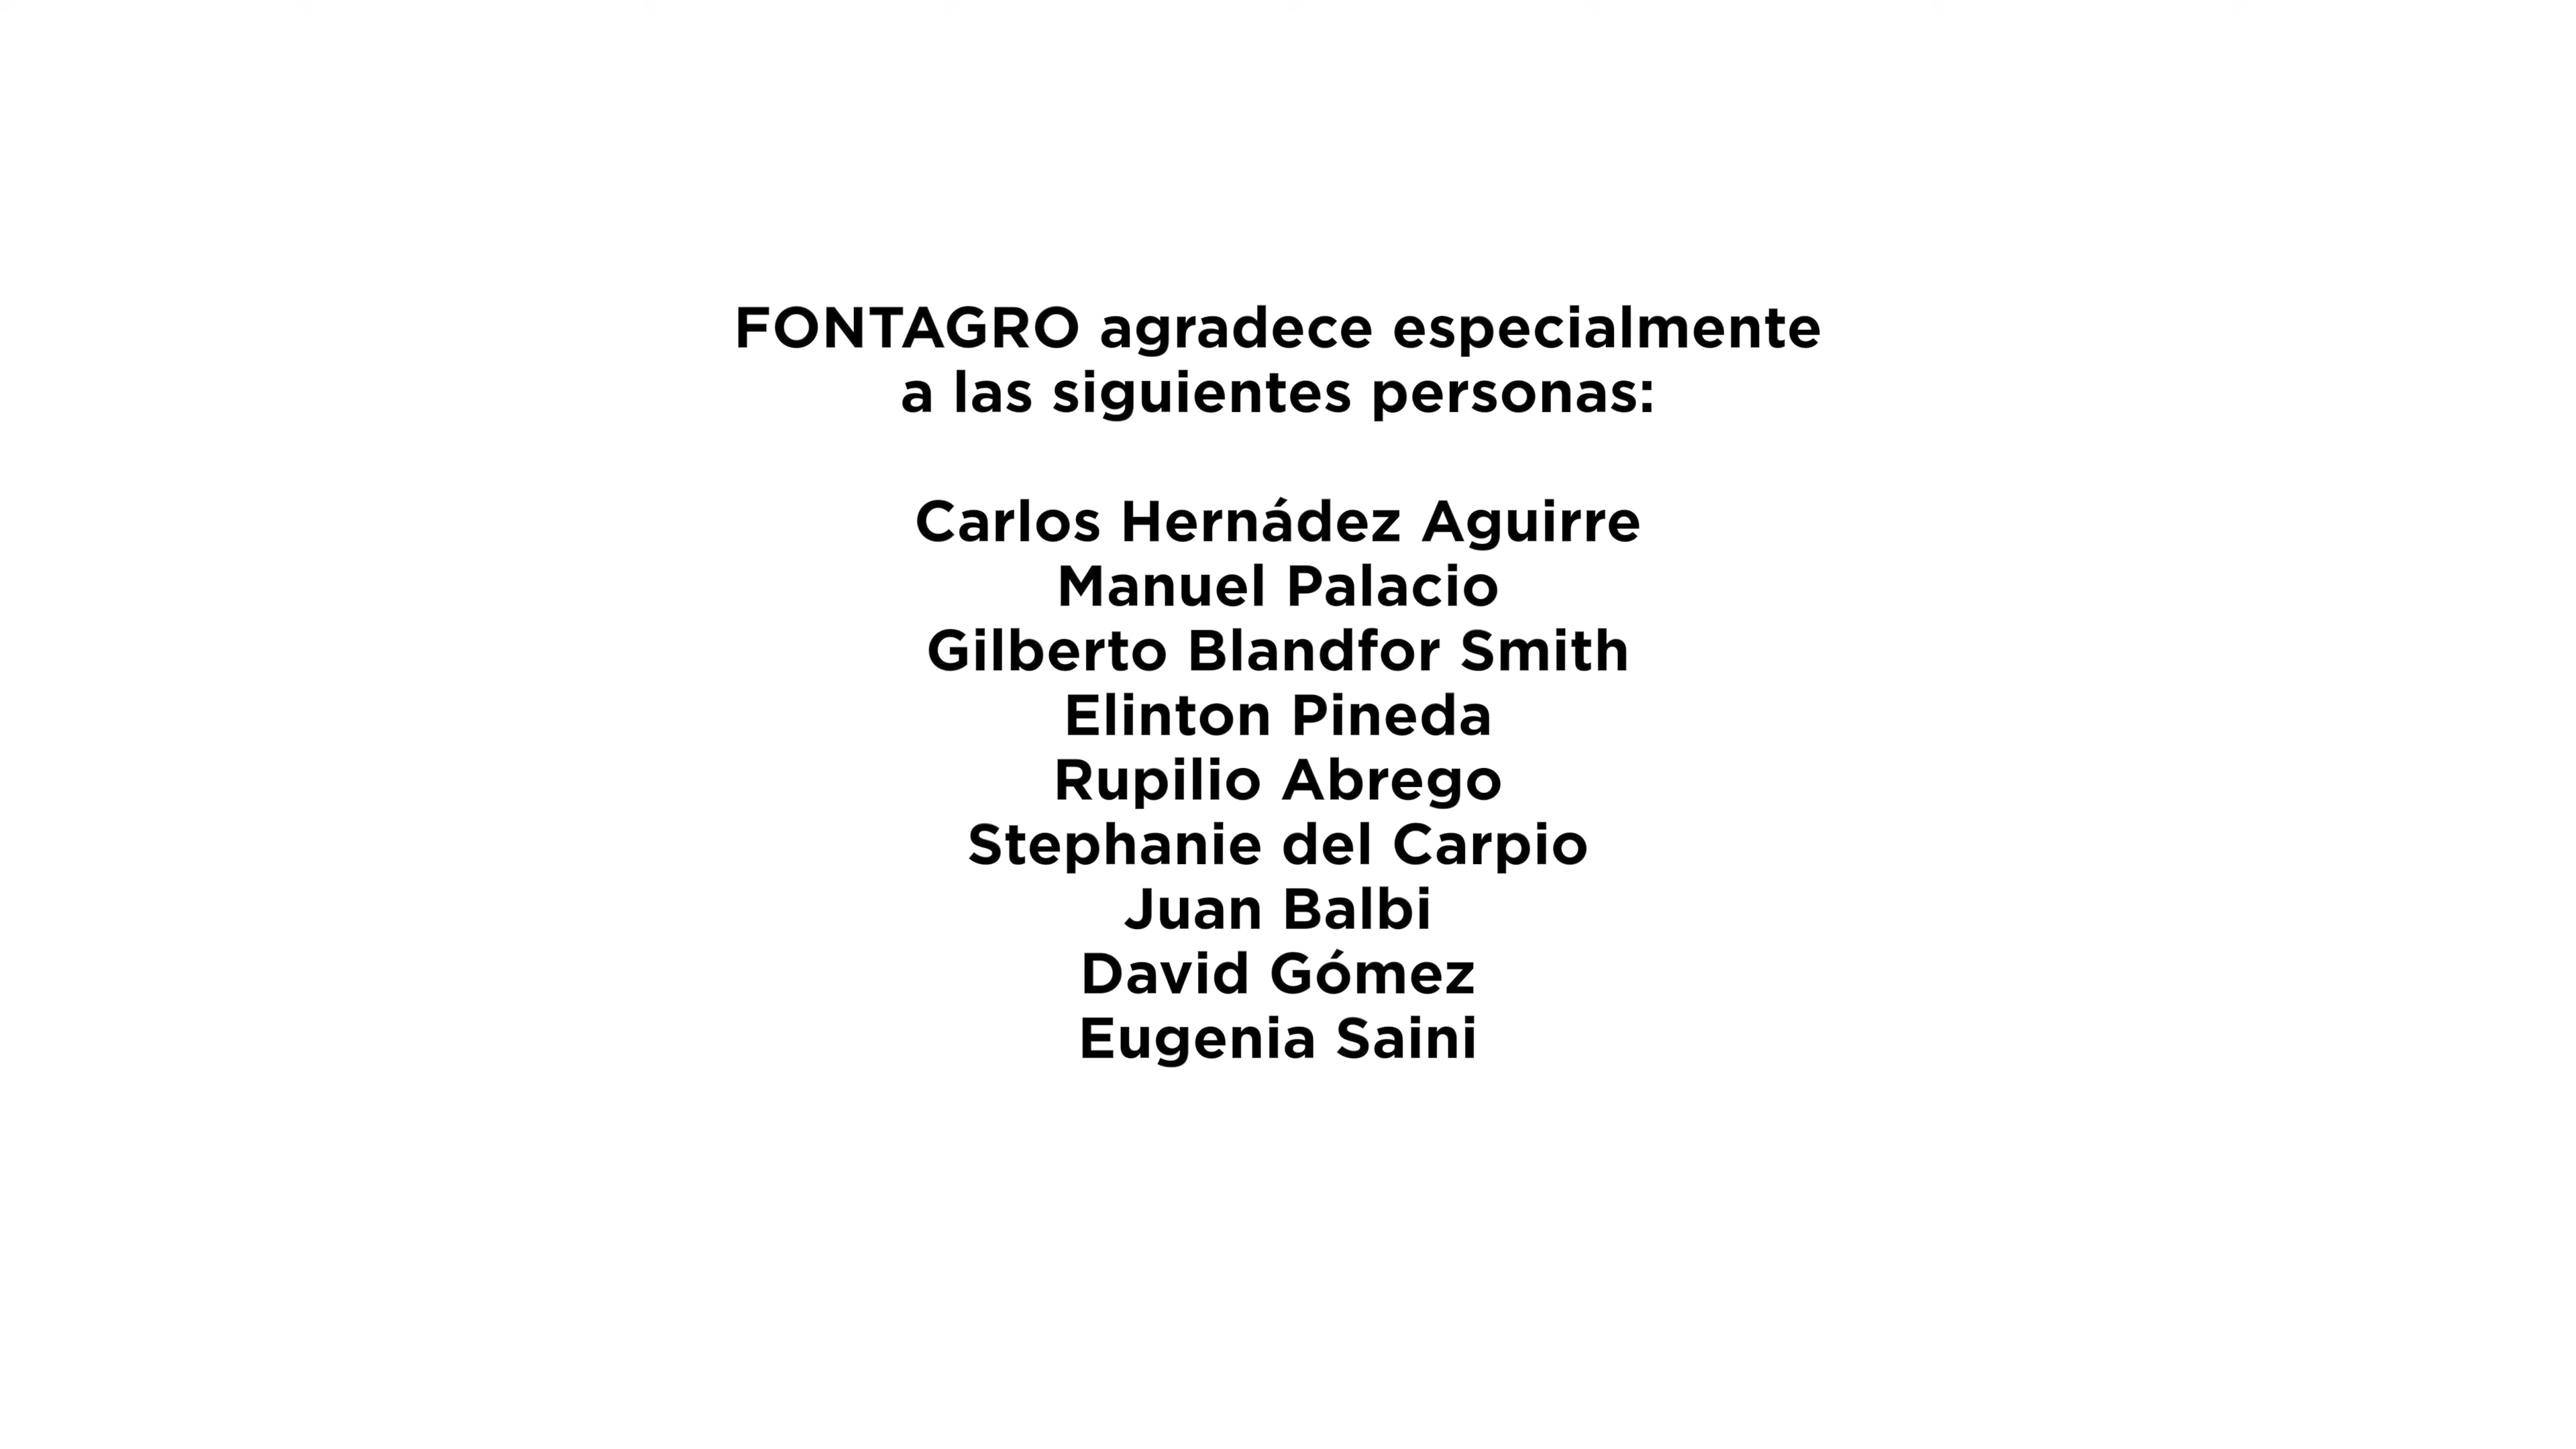 FONTAGRO agradece especialmente
a las siguientes personas:
Carlos Hernádez Aguirre
Manuel Palacio
Gilberto Blandfor Smith
Elinton Pineda
Rupilio Abrego
Stephanie del Carpio
Juan Balbi
David Gómez
Eugenia Saini